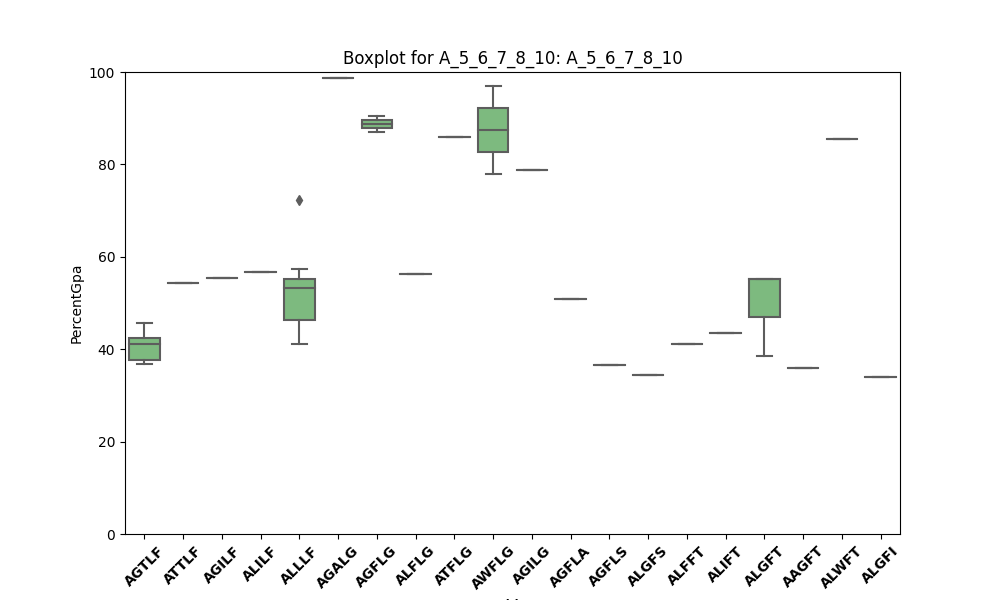 Boxplot for A_5_6_7_8_10: A_5_6_7_8_10
100
80
60
40
20
0
PercentGpa
AGTLF ATTLF AGILF ALILF ALLLF AGALG AGFLG ALFLG ATFLG AWFLG AGILG AGFLA AGFLS ALGFS ALFFT ALIFT ALGFT AAGFT ALWFT ALGFI